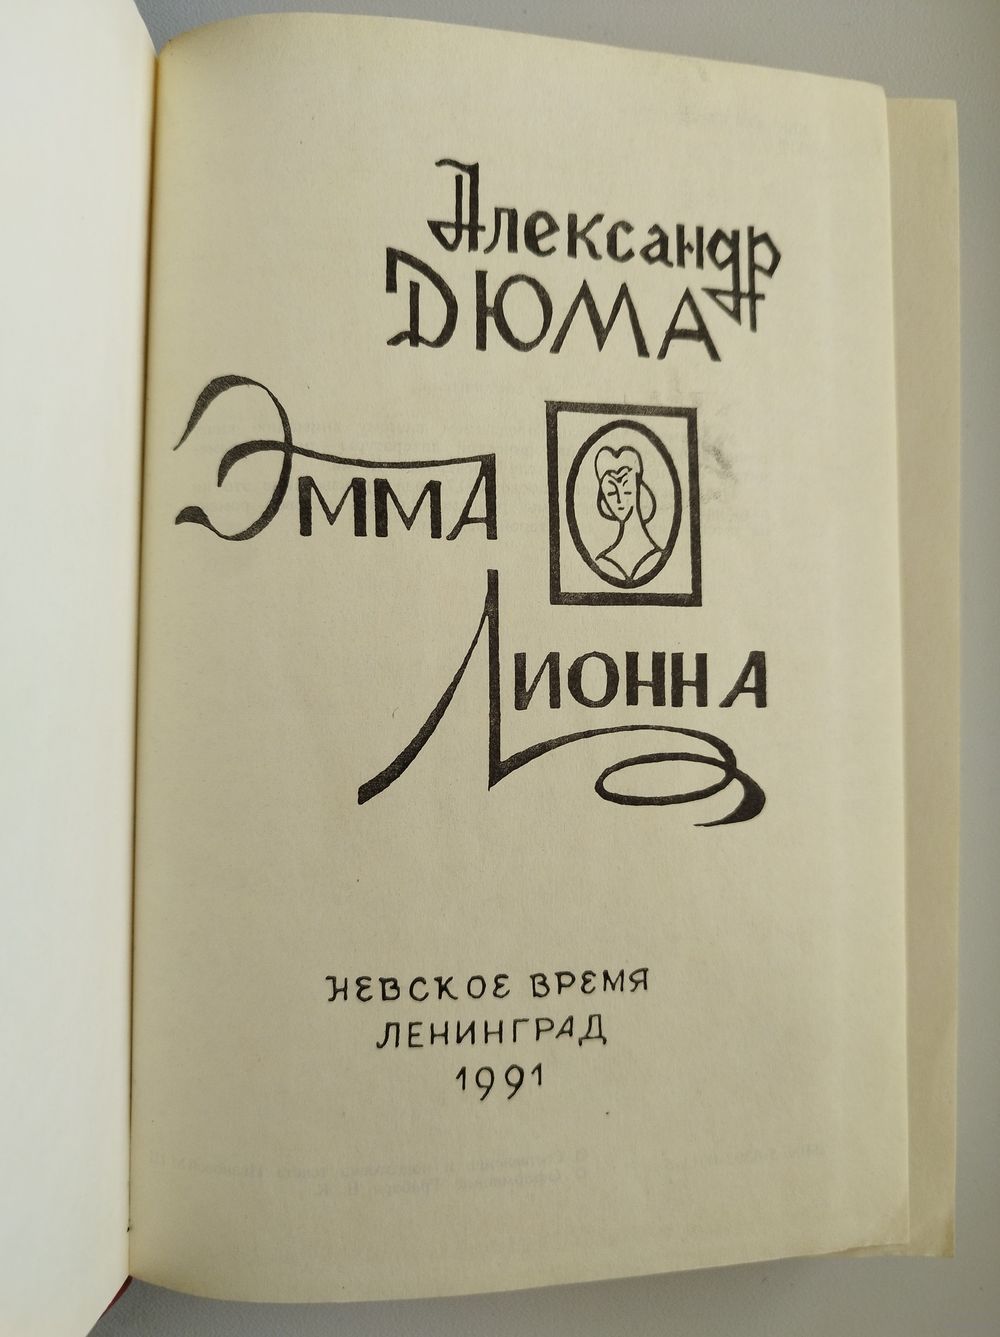 Александр
ДЮМА
Эмма
Лионна
НЕВСКОЕ ВРЕМЯ
ЛЕНИНГРАД
1991